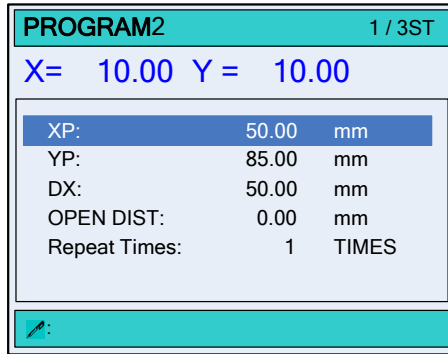 PROGRAM2 1 / 3ST
X= 10.00 Y = 10.00
XP: 50.00 mm
YP: 85.00 mm
DX: 50.00 mm
OPEN DIST: 0.00 mm
Repeat Times: 1 TIMES
: